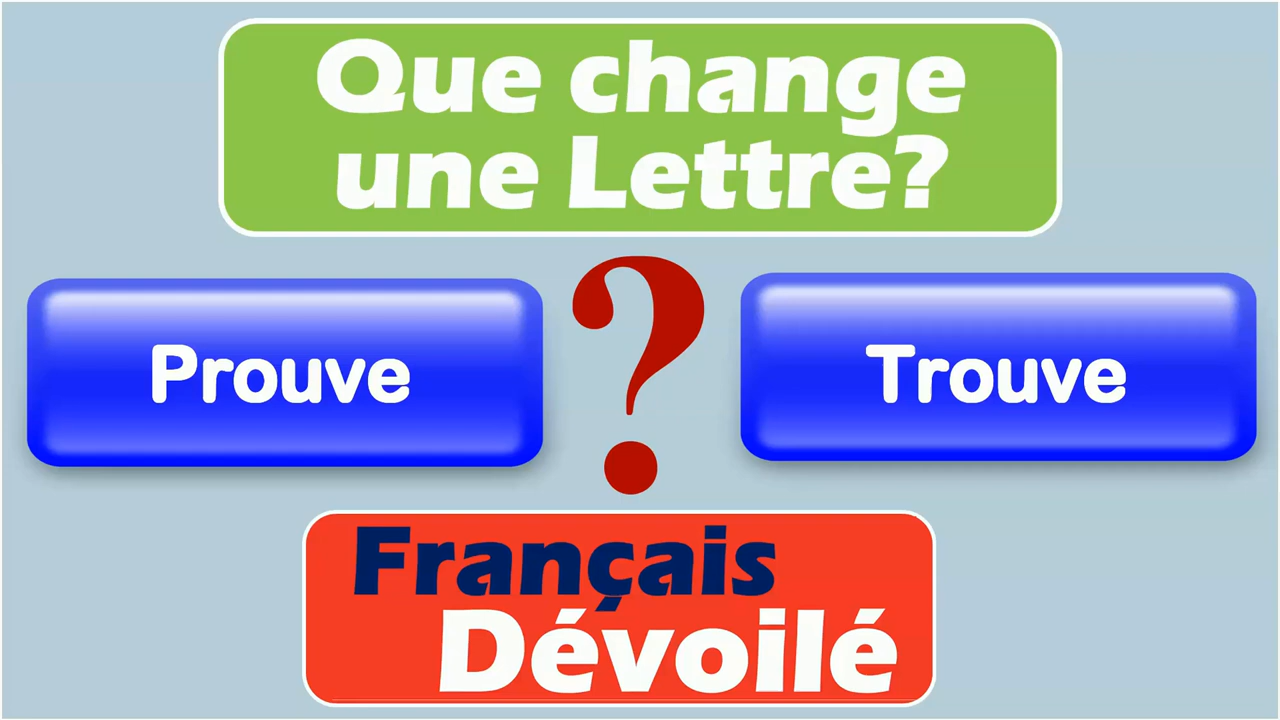 Que change
une Lettre?
Prouve
?
Trouve
Français
Dévoilé